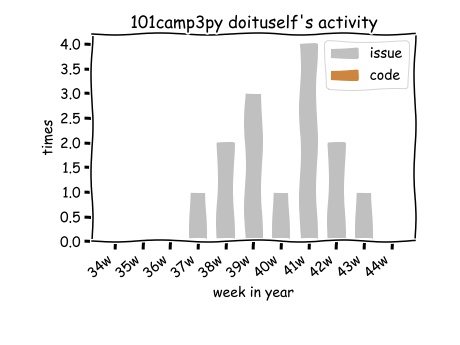 101camp3py doituself's activity
issue
code
times
4.0
3.5
3.0
2.5
2.0
1.5
1.0
0.5
0.0
34w
35w
36w
37w
38w
39w
40w
41w
42w
43w
44w
week in year